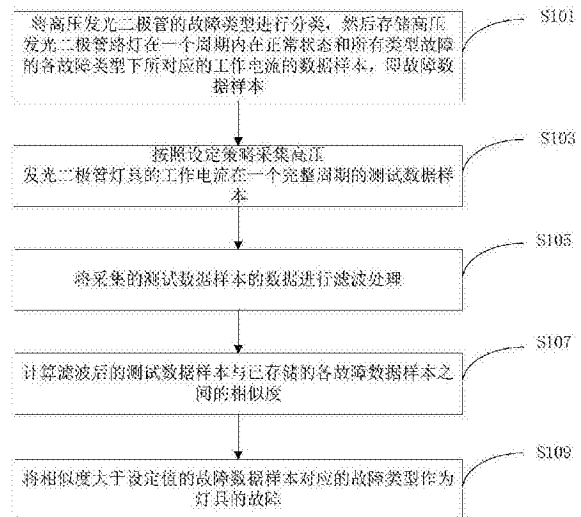 将高压发光二极管的故障类型进行分类，然后存储高压
发光二极管路灯在一个周期内在正常状态和所有类型故障
的各故障类型下所对应的工作电流的数据样本，即故障数
据样本
S101
按照设定策略采集高压
发光二极管灯具的工作电流在一个完整周期的测试数据样
本
S103
将采集的测试数据样本的数据进行滤波处理
S105
计算滤波后的测试数据样本与已存储的各故障数据样本之
间的相似度
S107
将相似度大于设定值的故障数据样本对应的故障类型作为
灯具的故障
S109